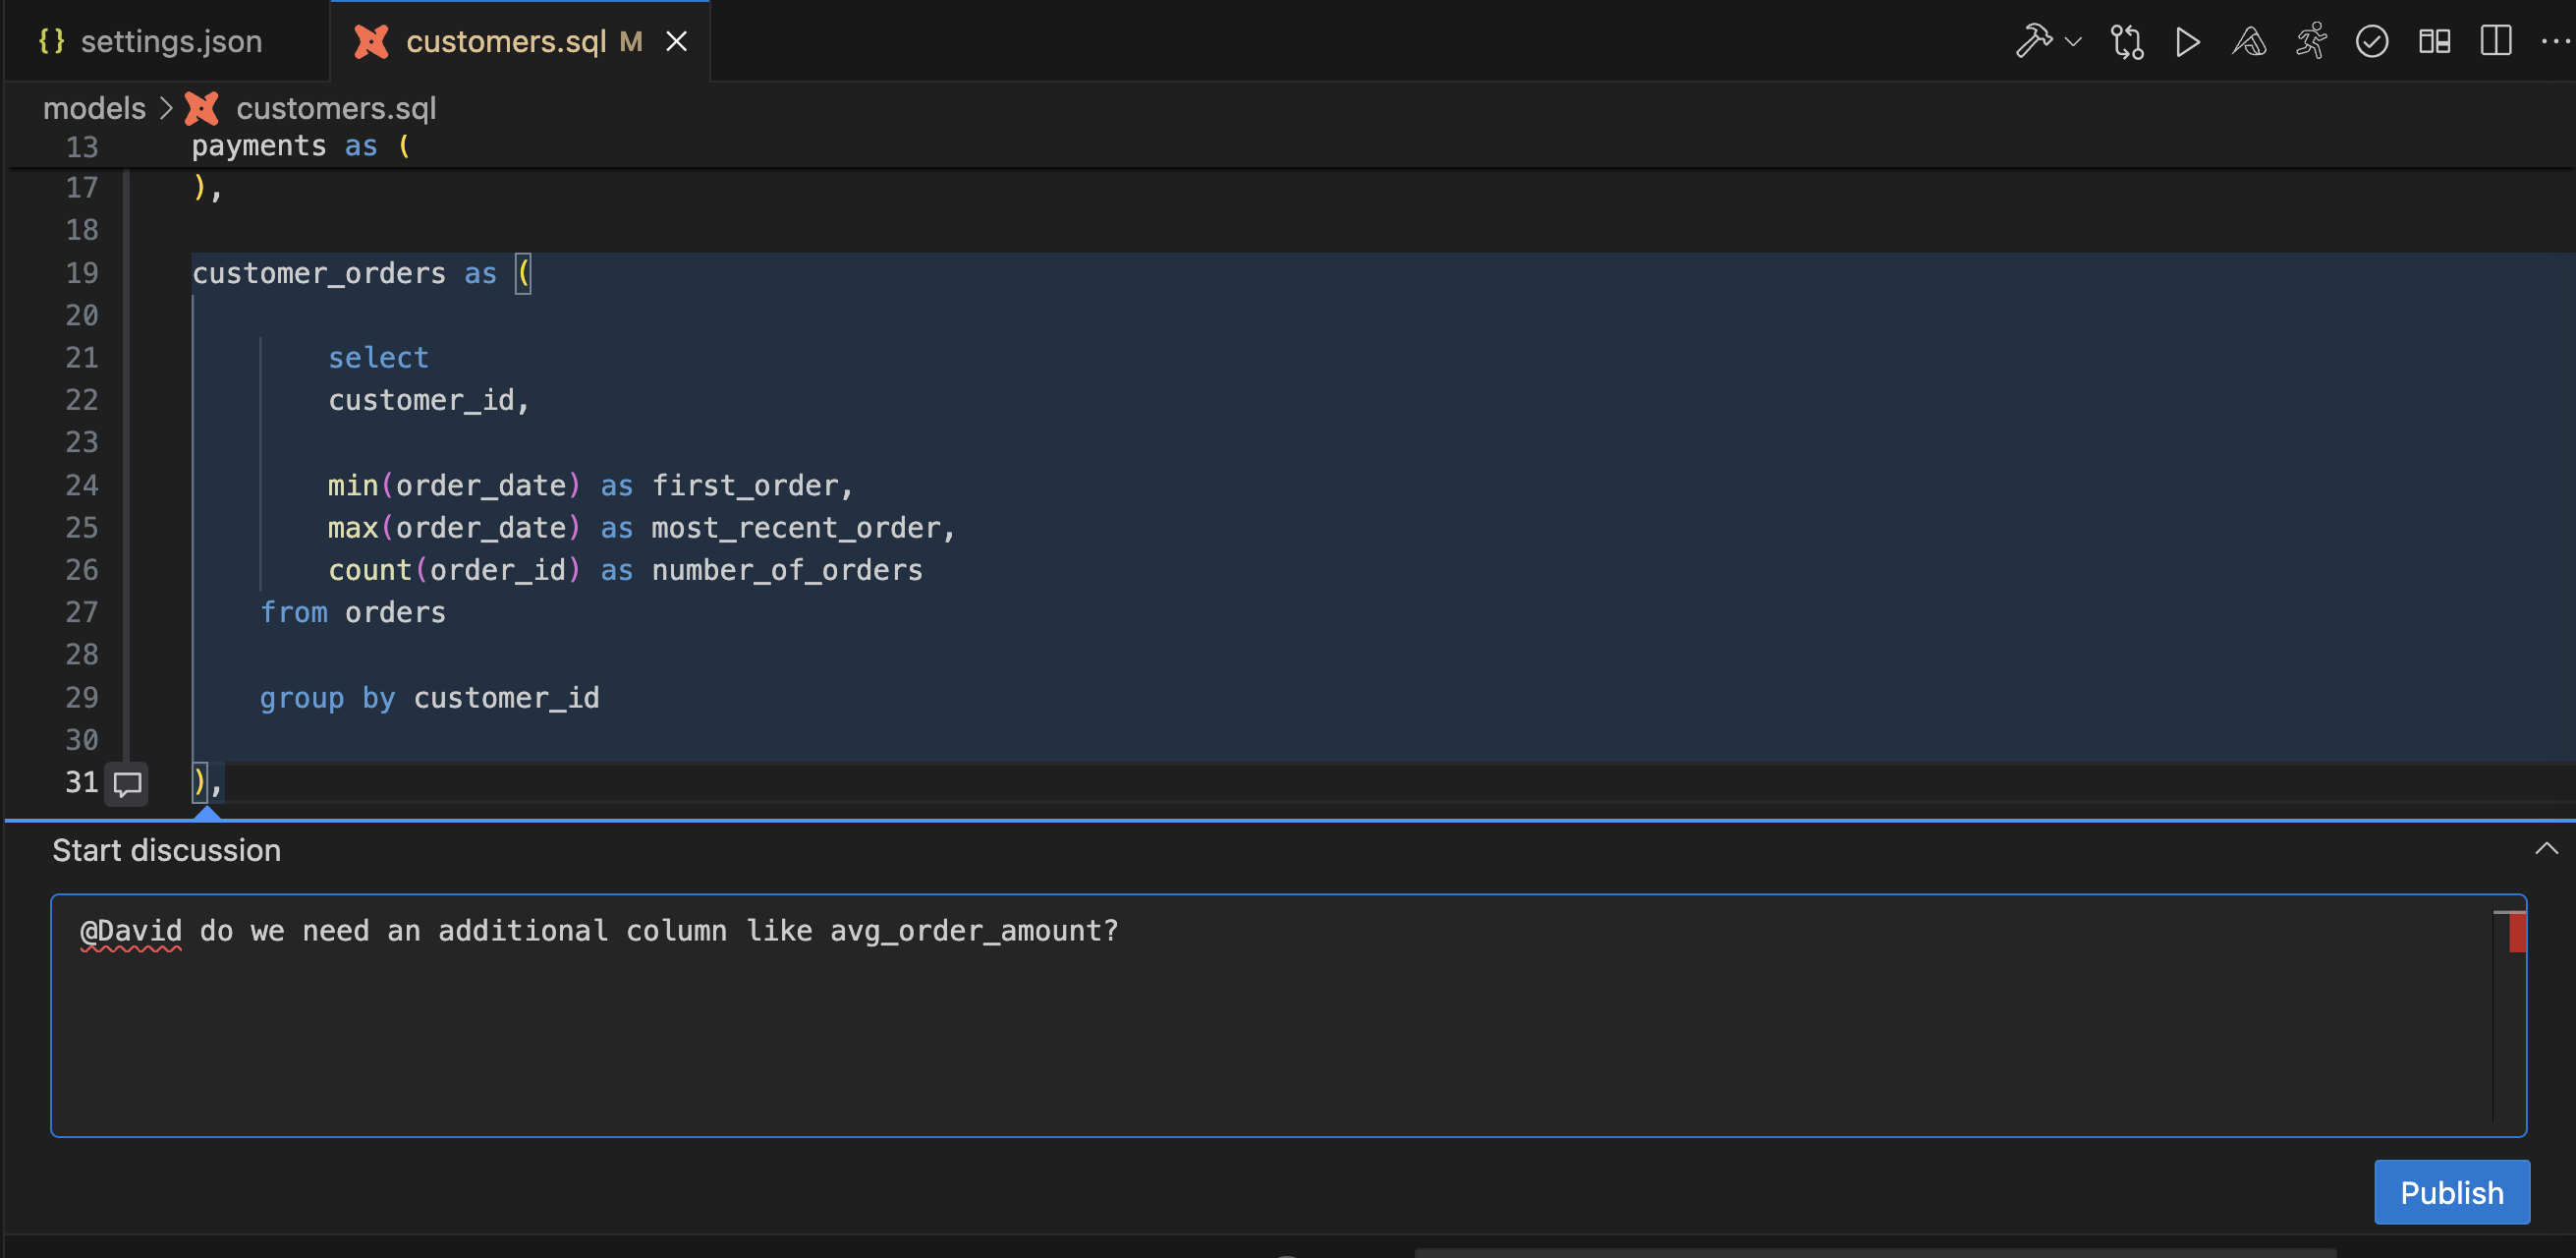 {} settings.json
customers.sql M
models > customers.sql
13 payments as (
17 ),
18
19 customer_orders as (
20
21 select
22 customer_id,
23
24 min(order_date) as first_order,
25 max(order_date) as most_recent_order,
26 count(order_id) as number_of_orders
27 from orders
28
29 group by customer_id
30
31 ),
Start discussion
@David do we need an additional column like avg_order_amount?
Publish